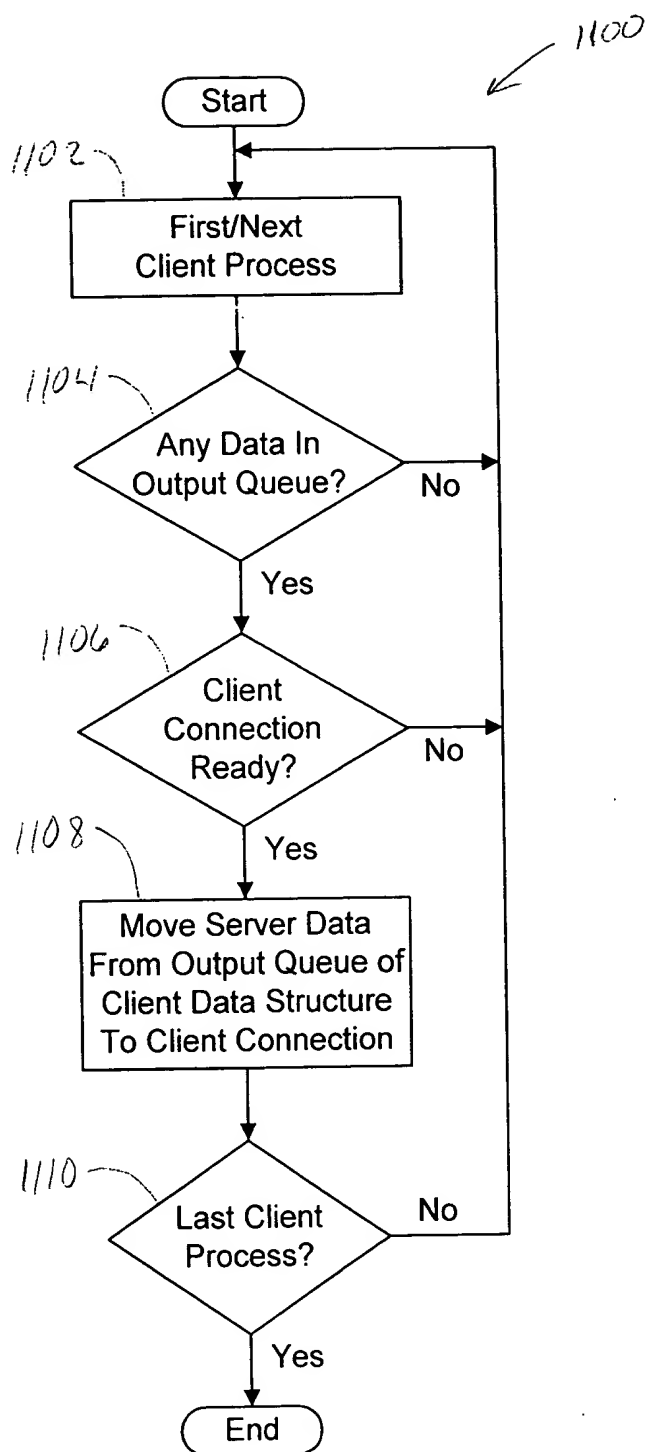 1100
Start
1102
First/Next
Client Process
1104
Any Data In
Output Queue?
No
Yes
1106
Client
Connection
Ready?
No
Yes
1108
Move Server Data
From Output Queue of
Client Data Structure
To Client Connection
1110
Last Client
Process?
No
Yes
End